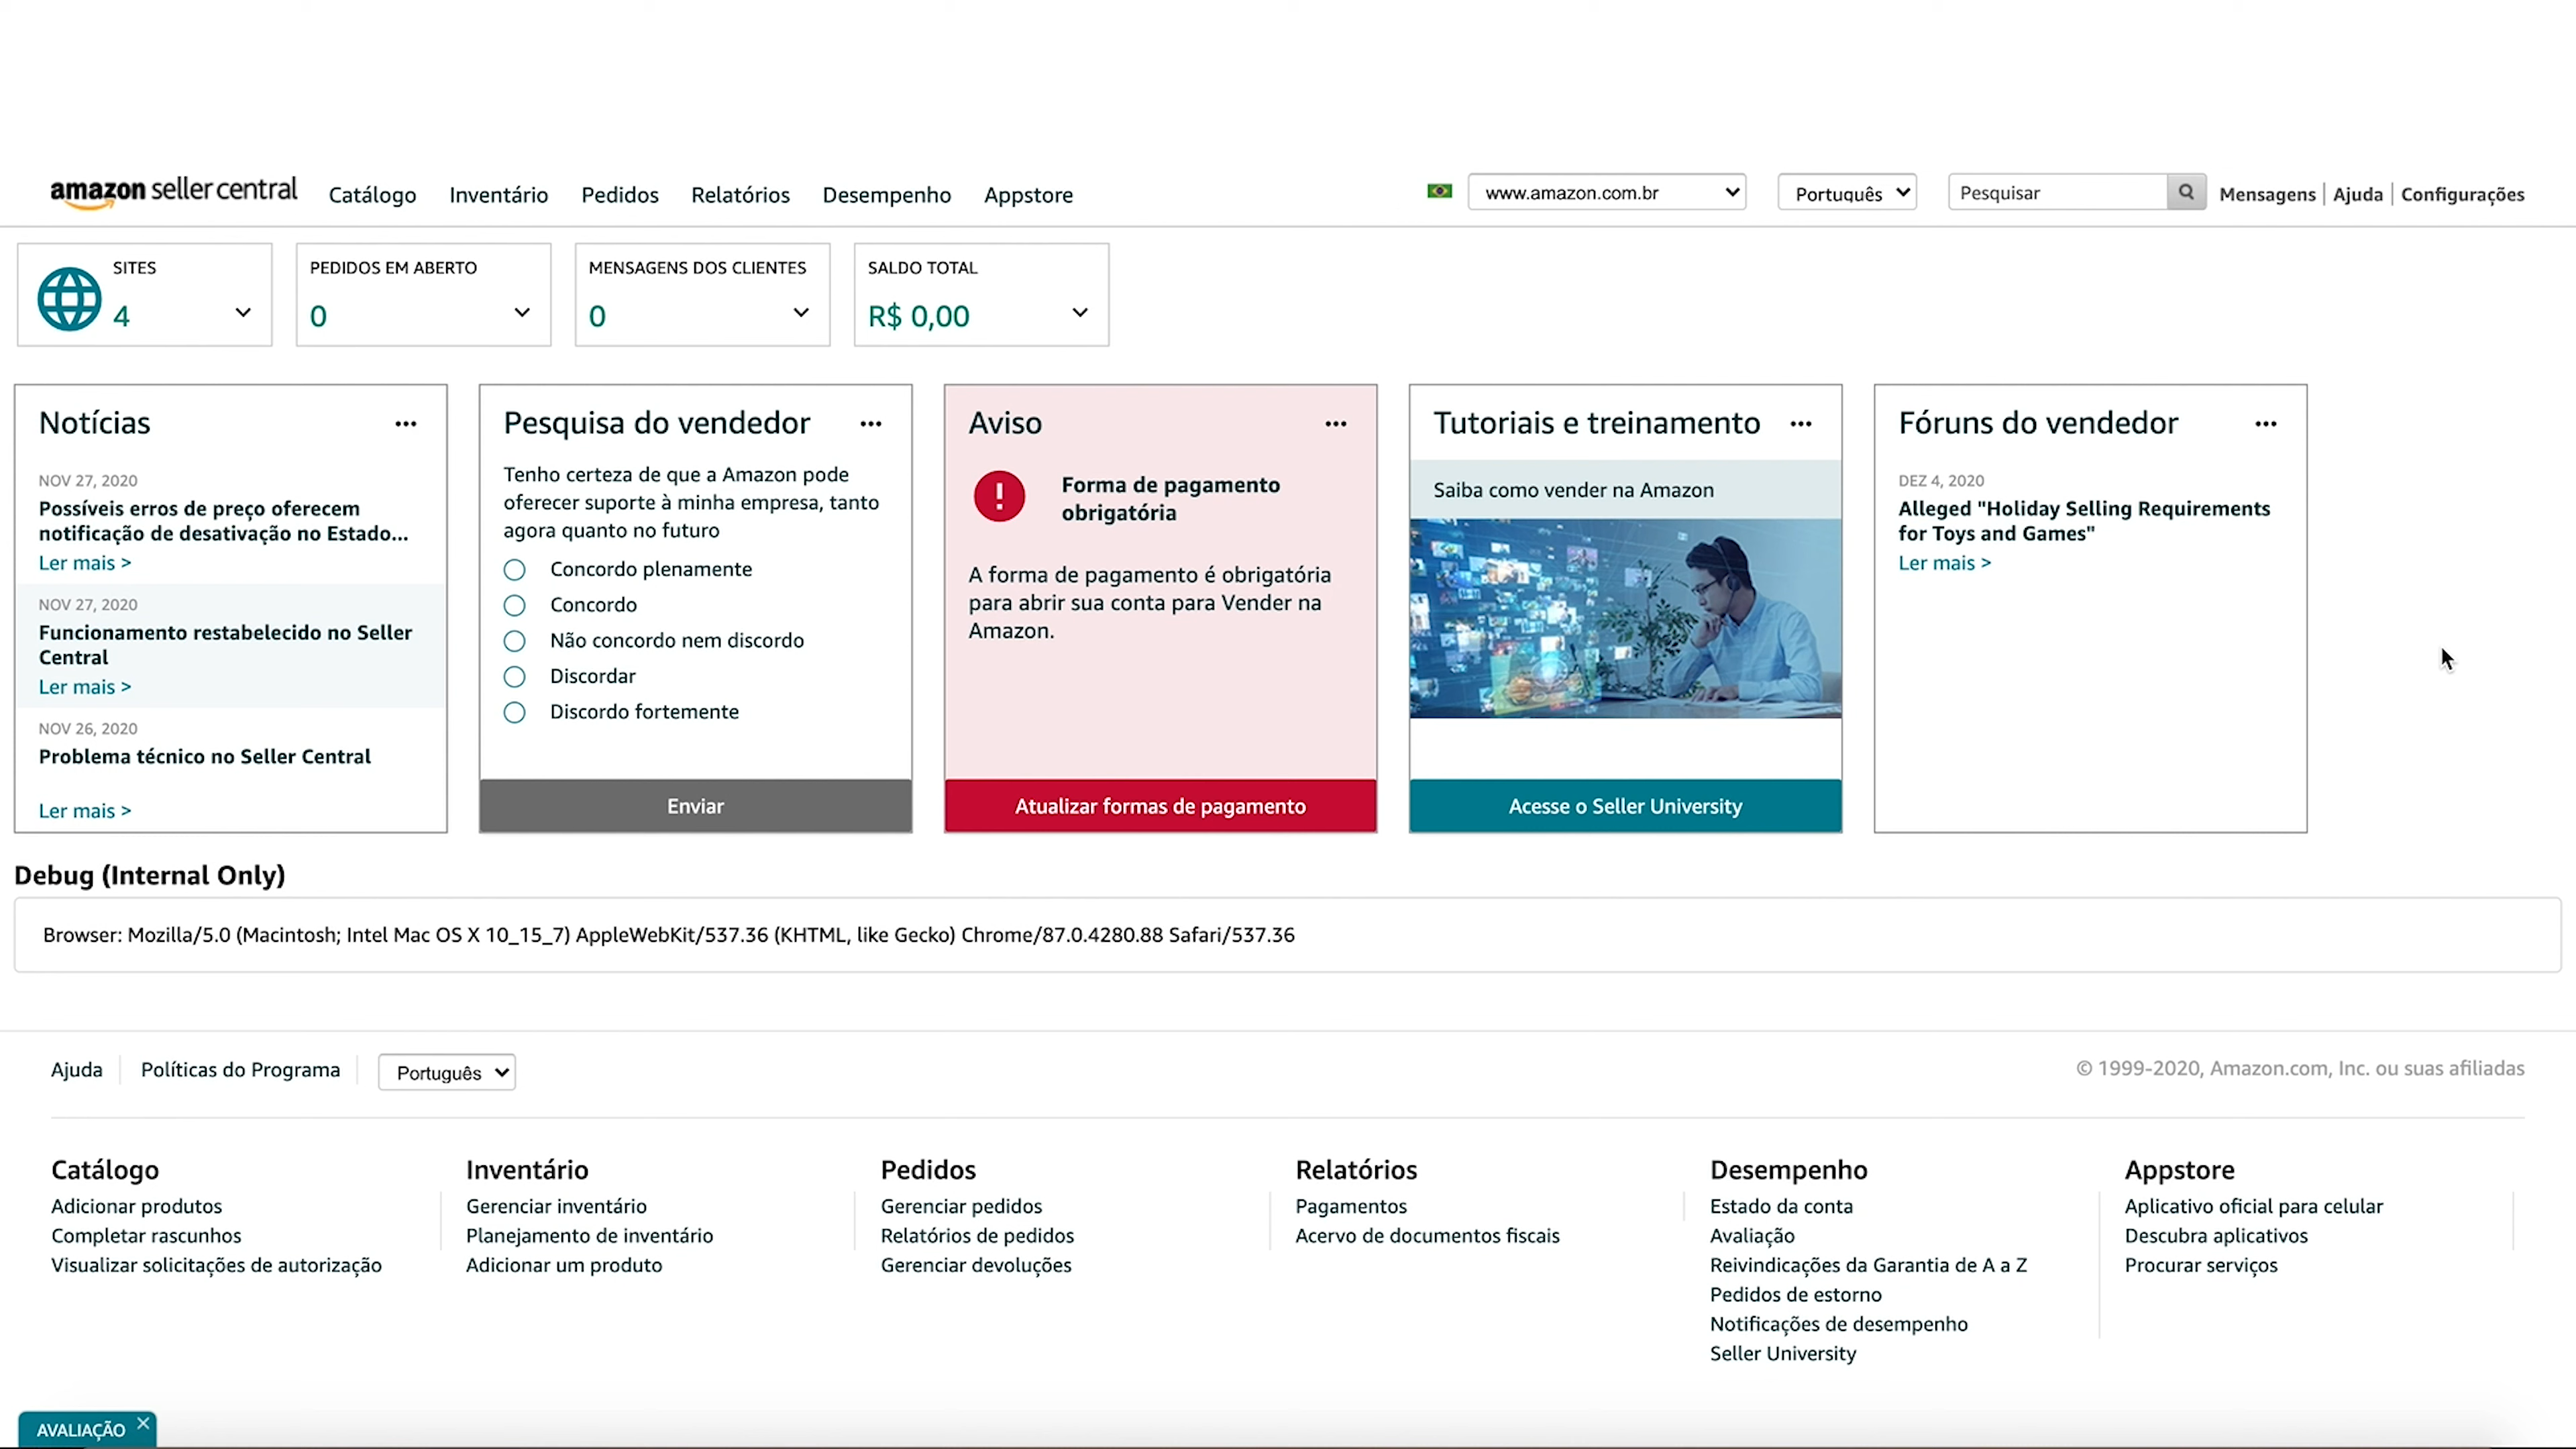 amazon seller central
Catálogo Inventário Pedidos Relatórios Desempenho Appstore
www.amazon.com.br
Português
Pesquisar
Mensagens | Ajuda | Configurações
SITES
4
PEDIDOS EM ABERTO
0
MENSAGENS DOS CLIENTES
0
SALDO TOTAL
R$ 0,00
Notícias
NOV 27, 2020
Possíveis erros de preço oferecem
notificação de desativação no Estado...
Ler mais >
NOV 27, 2020
Funcionamento restabelecido no Seller
Central
Ler mais >
NOV 26, 2020
Problema técnico no Seller Central
Ler mais >
Pesquisa do vendedor
Tenho certeza de que a Amazon pode
oferecer suporte à minha empresa, tanto
agora quanto no futuro
Concordo plenamente
Concordo
Não concordo nem discordo
Discordar
Discordo fortemente
Enviar
Aviso
Forma de pagamento
obrigatória
A forma de pagamento é obrigatória
para abrir sua conta para Vender na
Amazon.
Atualizar formas de pagamento
Tutoriais e treinamento
Saiba como vender na Amazon
Acesse o Seller University
Fóruns do vendedor
DEZ 4, 2020
Alleged "Holiday Selling Requirements
for Toys and Games"
Ler mais >
Debug (Internal Only)
Browser: Mozilla/5.0 (Macintosh; Intel Mac OS X 10_15_7) AppleWebKit/537.36 (KHTML, like Gecko) Chrome/87.0.4280.88 Safari/537.36
Ajuda
Políticas do Programa
Português
© 1999-2020, Amazon.com, Inc. ou suas afiliadas
Catálogo
Adicionar produtos
Completar rascunhos
Visualizar solicitações de autorização
Inventário
Gerenciar inventário
Planejamento de inventário
Adicionar um produto
Pedidos
Gerenciar pedidos
Relatórios de pedidos
Gerenciar devoluções
Relatórios
Pagamentos
Acervo de documentos fiscais
Desempenho
Estado da conta
Avaliação
Reivindicações da Garantia de A a Z
Pedidos de estorno
Notificações de desempenho
Seller University
Appstore
Aplicativo oficial para celular
Descubra aplicativos
Procurar serviços
AVALIAÇÃO